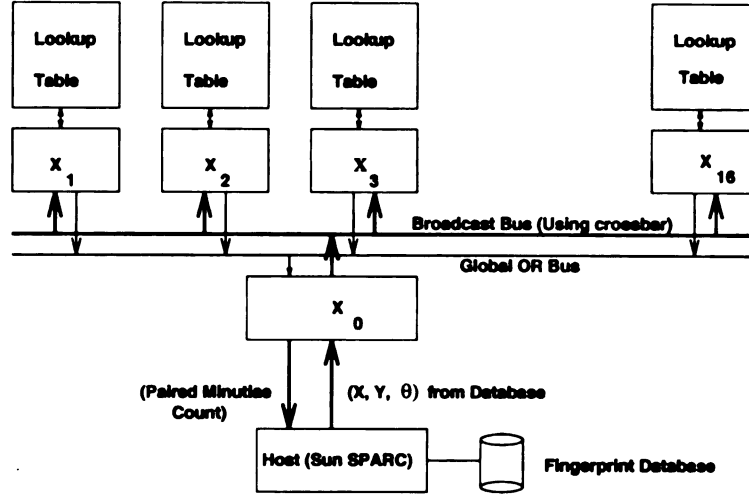 Lookup
Table
Lookup
Table
Lookup
Table
Lookup
Table
X 1
X 2
X 3
X 16
Broadcast Bus (Using crossbar)
Global OR Bus
X 0
(Paired Minutiae
Count)
(X, Y, θ) from Database
Host (Sun SPARC)
Fingerprint Database